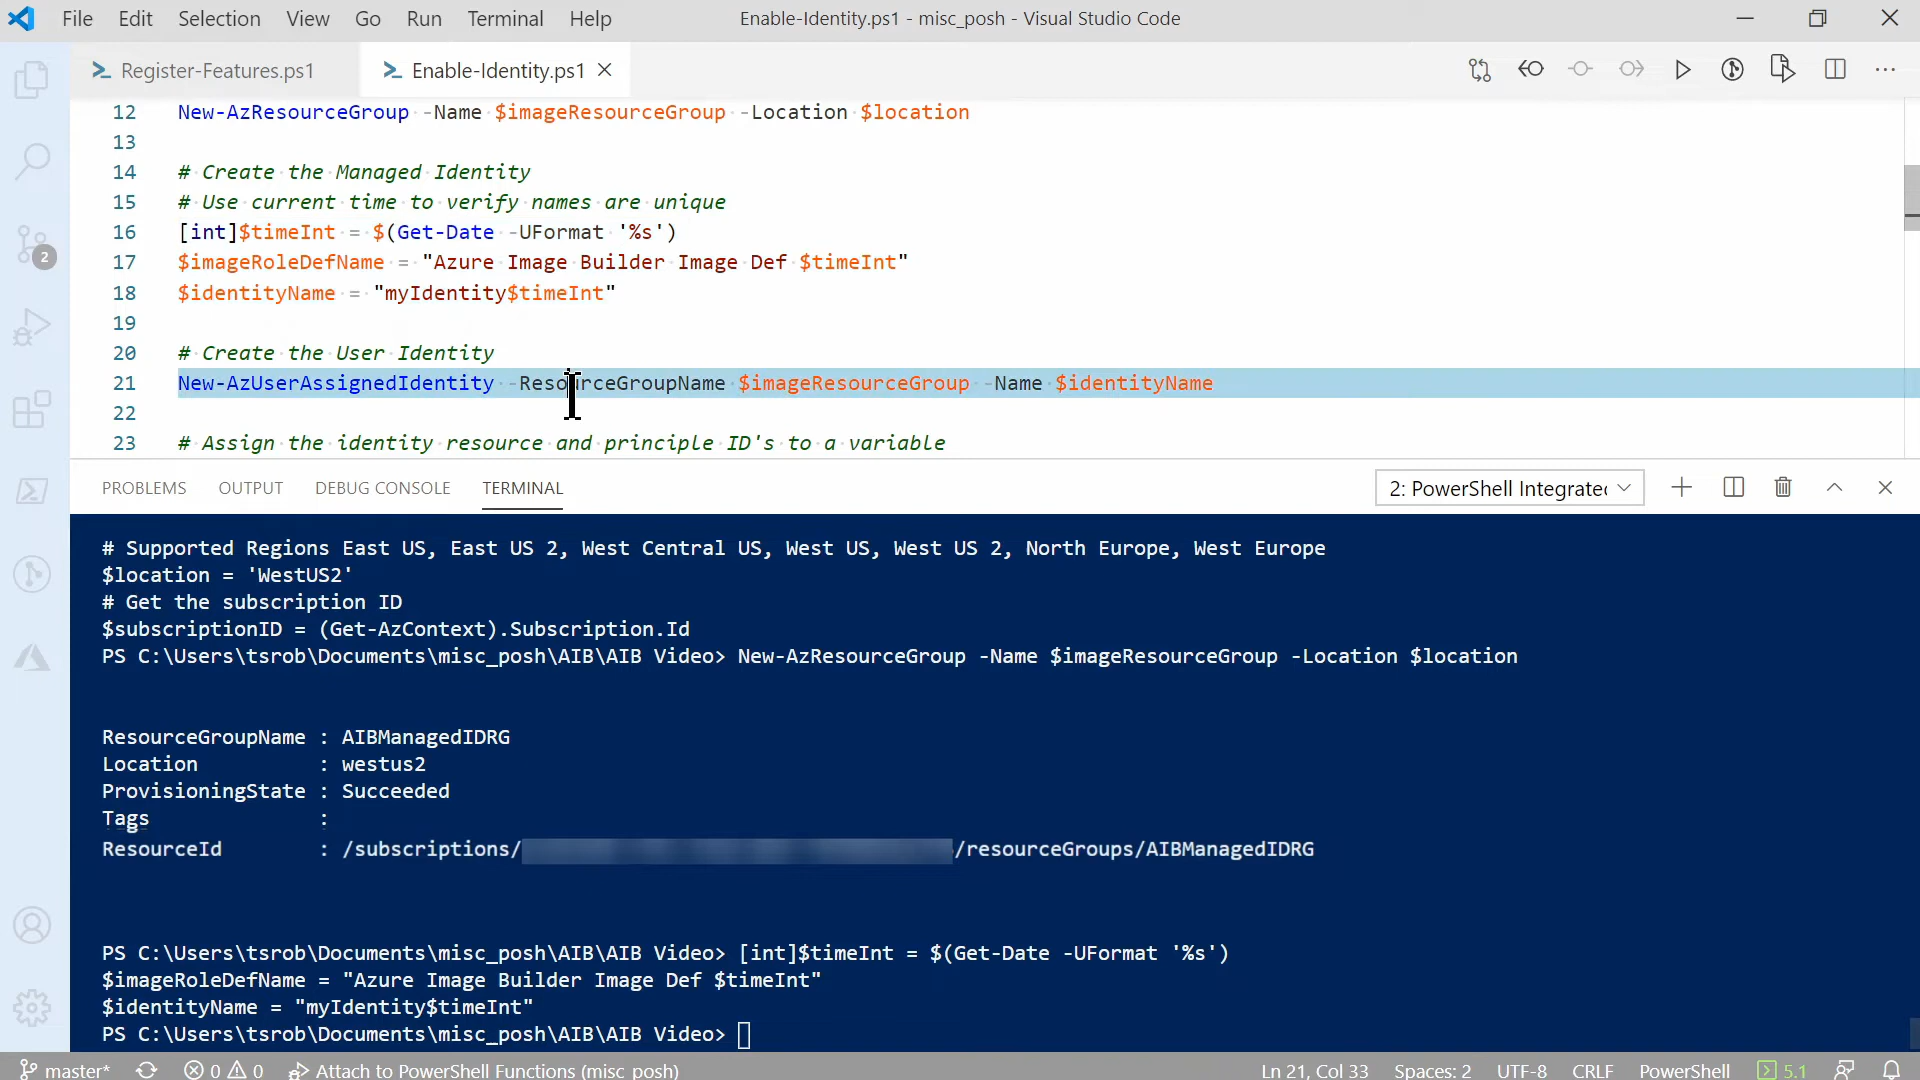 File Edit Selection View Go Run Terminal Help Enable-Identity.ps1 - misc_posh - Visual Studio Code
Register-Features.ps1 Enable-Identity.ps1
12 New-AzResourceGroup -Name $imageResourceGroup -Location $location
13
14 # Create the Managed Identity
15 # Use current time to verify names are unique
16 [int]$timeInt = $(Get-Date -UFormat '%s')
17 $imageRoleDefName = "Azure Image Builder Image Def $timeInt"
18 $identityName = "myIdentity$timeInt"
19
20 # Create the User Identity
21 New-AzUserAssignedIdentity -ResourceGroupName $imageResourceGroup -Name $identityName
22
23 # Assign the identity resource and principle ID's to a variable
2
PROBLEMS OUTPUT DEBUG CONSOLE TERMINAL 2: PowerShell Integrated
# Supported Regions East US, East US 2, West Central US, West US, West US 2, North Europe, West Europe
$location = 'WestUS2'
# Get the subscription ID
$subscriptionID = (Get-AzContext).Subscription.Id
PS C:\Users\tsrob\Documents\misc_posh\AIB\AIB Video> New-AzResourceGroup -Name $imageResourceGroup -Location $location
ResourceGroupName : AIBManagedIDRG
Location : westus2
ProvisioningState : Succeeded
Tags :
ResourceId : /subscriptions/ /resourceGroups/AIBManagedIDRG
PS C:\Users\tsrob\Documents\misc_posh\AIB\AIB Video> [int]$timeInt = $(Get-Date -UFormat '%s')
$imageRoleDefName = "Azure Image Builder Image Def $timeInt"
$identityName = "myIdentity$timeInt"
PS C:\Users\tsrob\Documents\misc_posh\AIB\AIB Video>
master* 0 0 Attach to PowerShell Functions (misc_posh) Ln 21, Col 33 Spaces: 2 UTF-8 CRLF PowerShell 5.1